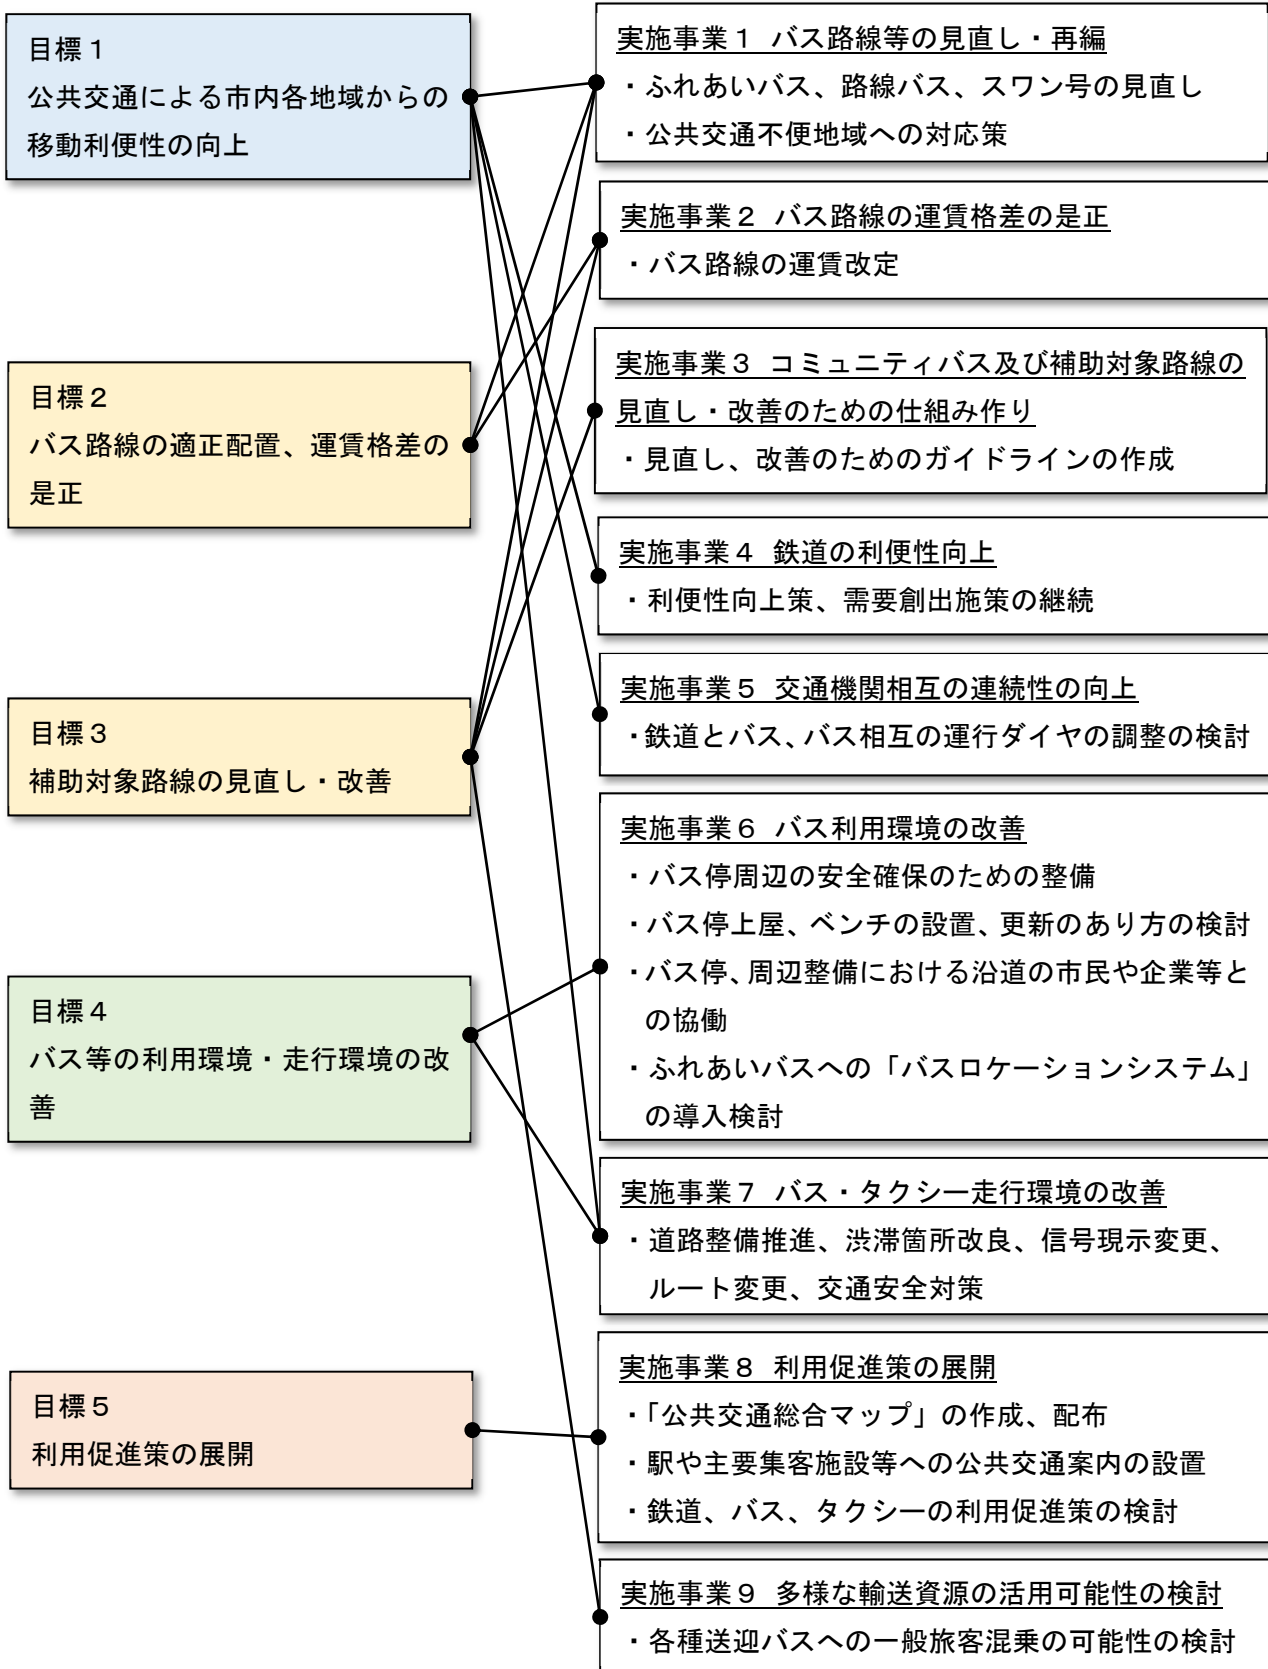 目標１
公共交通による市内各地域からの
移動利便性の向上
目標２
バス路線の適正配置、運賃格差の
是正
目標３
補助対象路線の見直し・改善
目標４
バス等の利用環境・走行環境の改
善
目標５
利用促進策の展開
実施事業１ バス路線等の見直し・再編
・ふれあいバス、路線バス、スワン号の見直し
・公共交通不便地域への対応策
実施事業２ バス路線の運賃格差の是正
・バス路線の運賃改定
実施事業３ コミュニティバス及び補助対象路線の
見直し・改善のための仕組み作り
・見直し、改善のためのガイドラインの作成
実施事業４ 鉄道の利便性向上
・利便性向上策、需要創出施策の継続
実施事業５ 交通機関相互の連続性の向上
・鉄道とバス、バス相互の運行ダイヤの調整の検討
実施事業６ バス利用環境の改善
・バス停周辺の安全確保のための整備
・バス停上屋、ベンチの設置、更新のあり方の検討
・バス停、周辺整備における沿道の市民や企業等と
の協働
・ふれあいバスへの「バスロケーションシステム」
の導入検討
実施事業７ バス・タクシー走行環境の改善
・道路整備推進、渋滞箇所改良、信号現示変更、
ルート変更、交通安全対策
実施事業８ 利用促進策の展開
・「公共交通総合マップ」の作成、配布
・駅や主要集客施設等への公共交通案内の設置
・鉄道、バス、タクシーの利用促進策の検討
実施事業９ 多様な輸送資源の活用可能性の検討
・各種送迎バスへの一般旅客混乗の可能性の検討